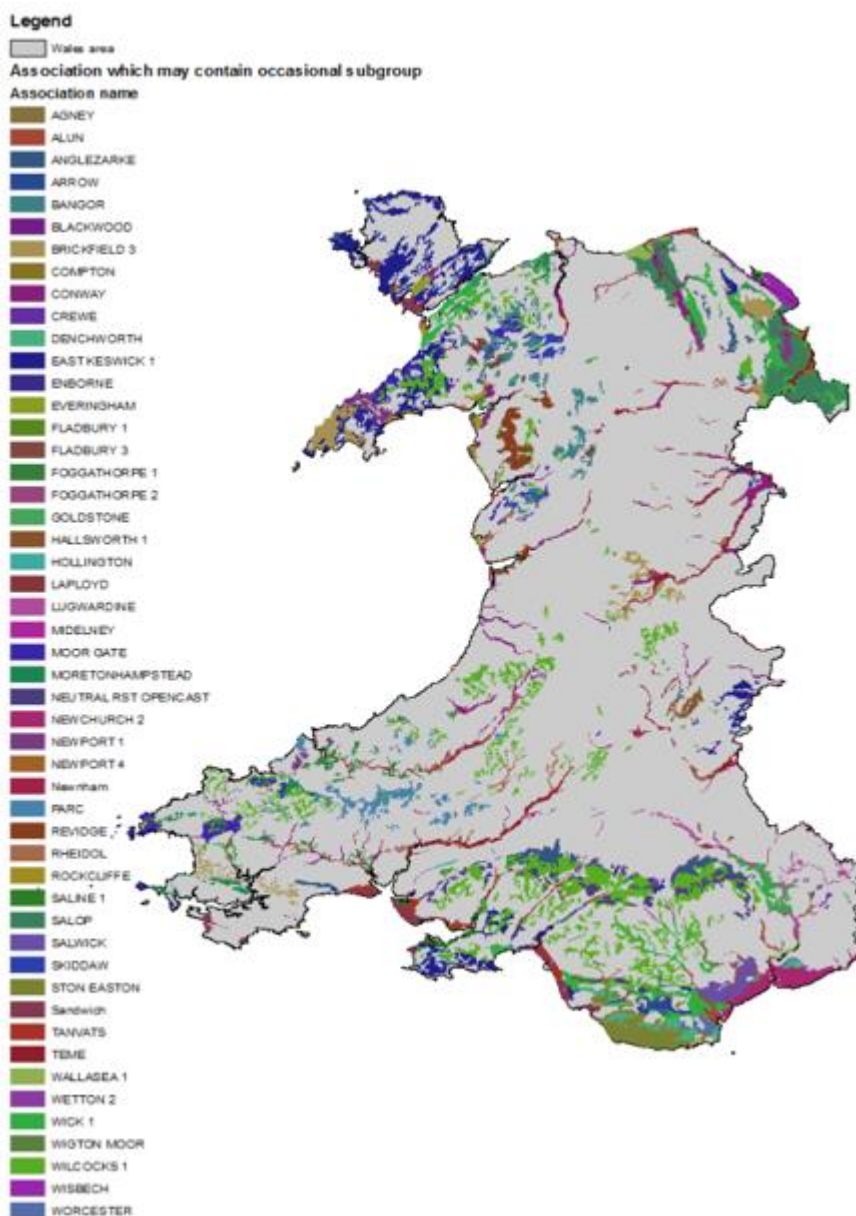 Legend
Wales area
Association which may contain occasional subgroup
Association name
AGNEY
ALUN
ANGLEZARKE
ARROW
BANGOR
BLACKWOOD
BRICKFIELD 3
COMPTON
CONWAY
CREWE
DENCHWORTH
EAST KESWICK 1
ENBORNE
EVERINGHAM
FLADBURY 1
FLADBURY 3
FOGGATHORPE 1
FOGGATHORPE 2
GOLDSTONE
HALLSWORTH 1
HOLLINGTON
LAPLOYD
LUGWARDINE
MIDELNEY
MOOR GATE
MORETONHAMPSTEAD
NEUTRAL RST OPENCAST
NEWCHURCH 2
NEWPORT 1
NEWPORT 4
Newnham
PARC
REVIDGE
RHEIDOL
ROCKCLIFFE
SALINE 1
SALOP
SALWICK
SKIDDAW
STON EASTON
Sandwich
TANVATS
TEME
WALLASEA 1
WETTON 2
WICK 1
WIGTON MOOR
WILCOCKS 1
WISBECH
WORCESTER